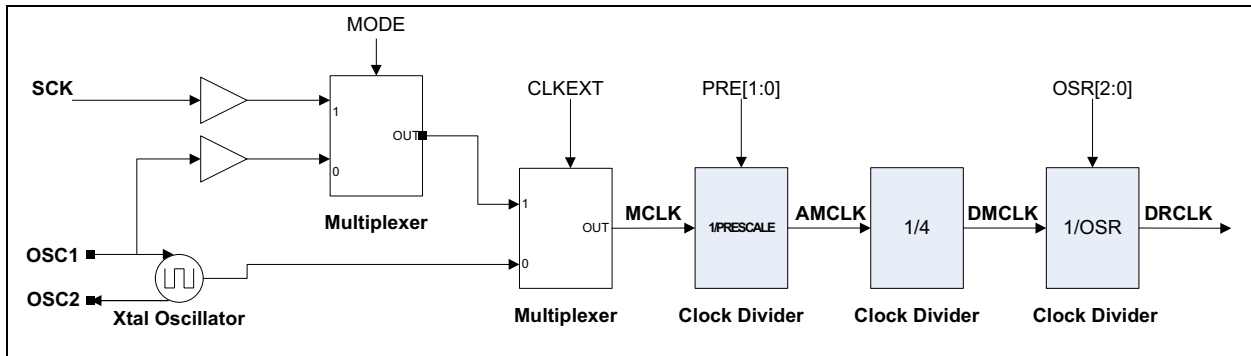 MODE
SCK
1
OUT
0
Multiplexer
CLKEXT
PRE[1:0]
OSR[2:0]
1
OUT
0
Multiplexer
MCLK
1/PRESCALE
Clock Divider
AMCLK
1/4
Clock Divider
DMCLK
1/OSR
Clock Divider
DRCLK
OSC1
OSC2
Xtal Oscillator